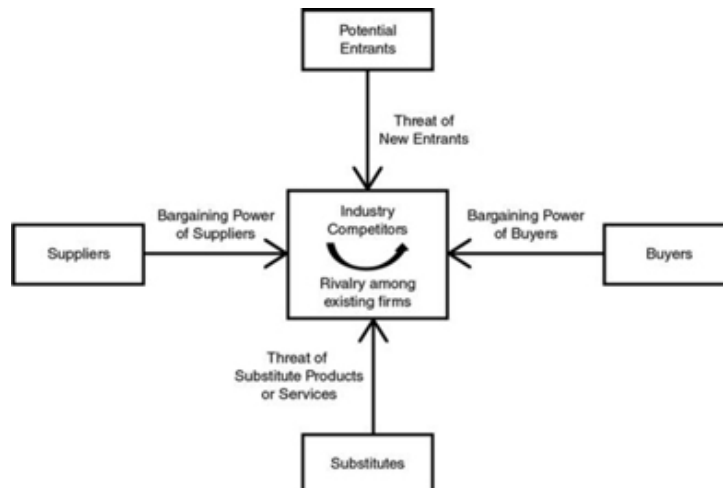 Potential
Entrants
Threat of
New Entrants
Bargaining Power
of Suppliers
Industry
Competitors
Bargaining Power
of Buyers
Suppliers
Rivalry among
existing firms
Buyers
Threat of
Substitute Products
or Services
Substitutes